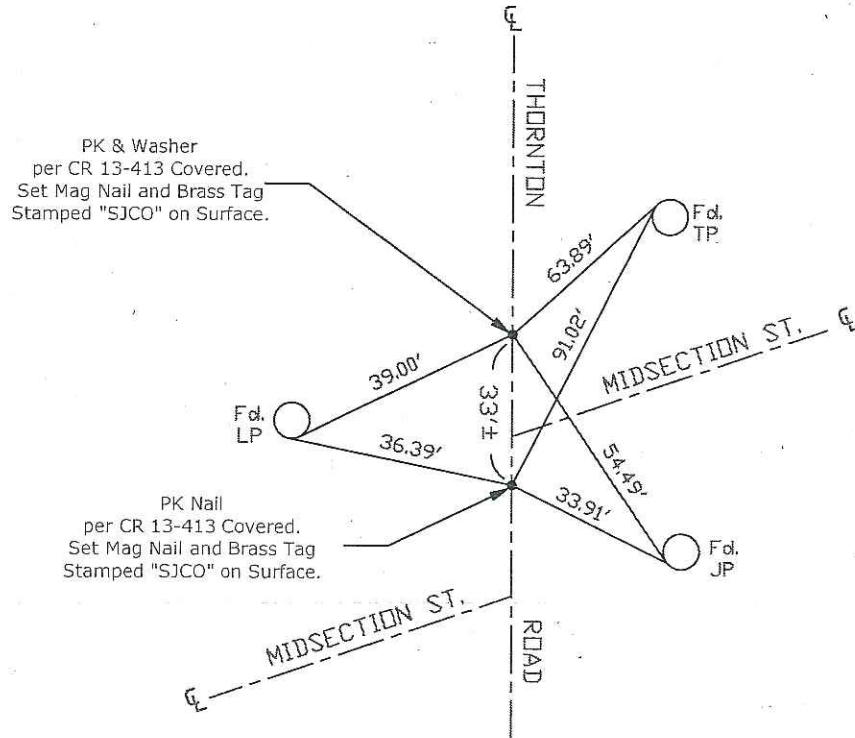 ℄
THORNTON
PK & Washer
per CR 13-413 Covered.
Set Mag Nail and Brass Tag
Stamped "SJCO" on Surface.
Fd.
TP
63.89'
91.02'
MIDSECTION ST.
℄
39.00'
33'±
Fd.
LP
36.39'
54.49'
33.91'
PK Nail
per CR 13-413 Covered.
Set Mag Nail and Brass Tag
Stamped "SJCO" on Surface.
Fd.
JP
MIDSECTION ST.
ROAD
℄